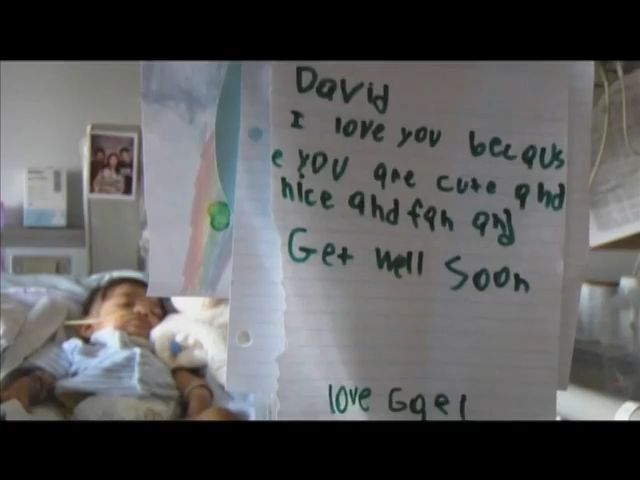 David
I love you becaus
e you are cute and
nice and fan and
Get well Soon
love Gael